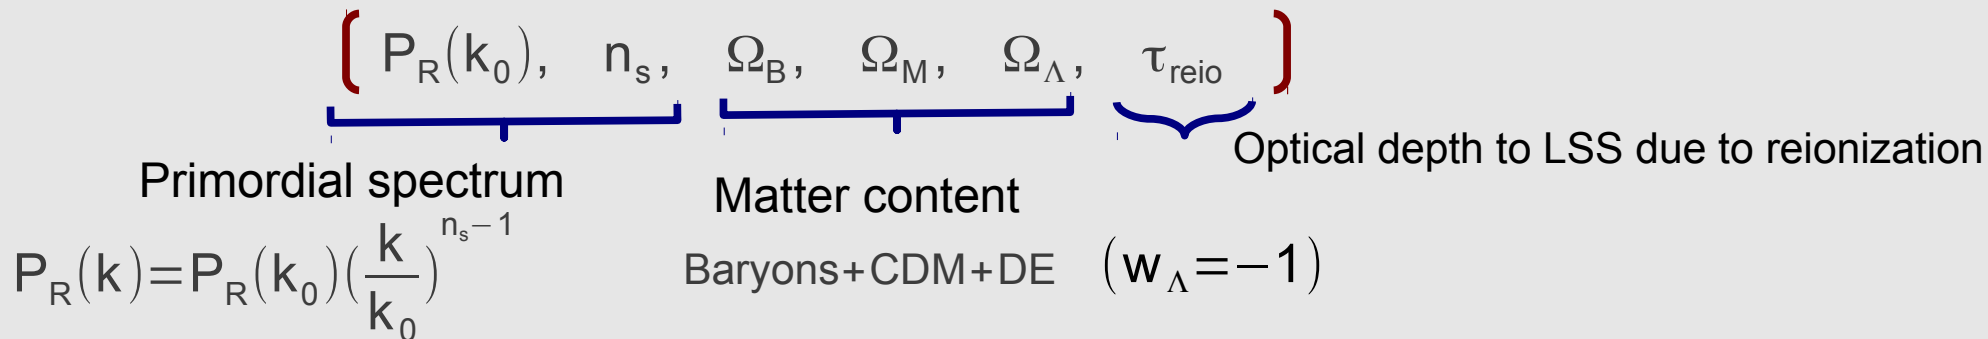 ( P_R(k_0), n_s, Ω_B, Ω_M, Ω_Λ, τ_reio )
Optical depth to LSS due to reionization
Primordial spectrum
Matter content
P_R(k)=P_R(k_0)(k/k_0)^{n_s−1}
Baryons+CDM+DE (w_Λ=−1)